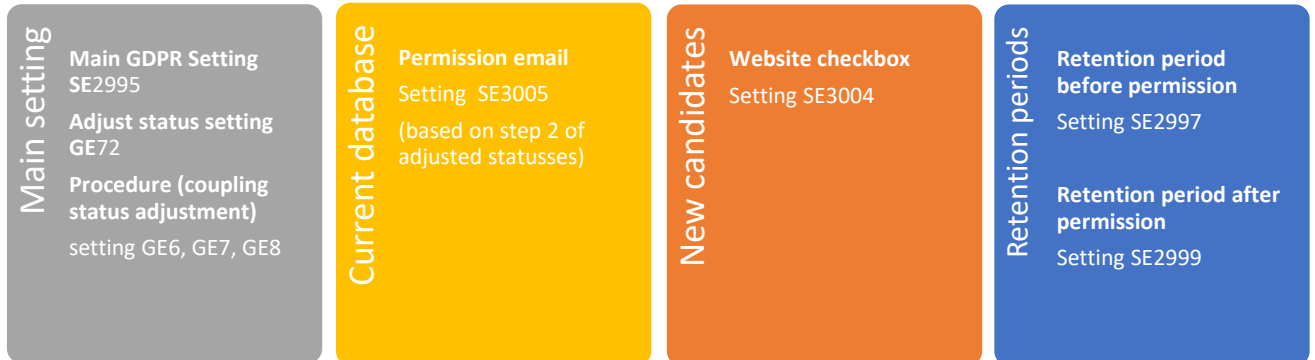 Main setting
Main GDPR Setting
SE2995
Adjust status setting
GE72
Procedure (coupling
status adjustment)
setting GE6, GE7, GE8
Current database
Permission email
Setting SE3005
(based on step 2 of
adjusted statusses)
New candidates
Website checkbox
Setting SE3004
Retention periods
Retention period
before permission
Setting SE2997
Retention period after
permission
Setting SE2999